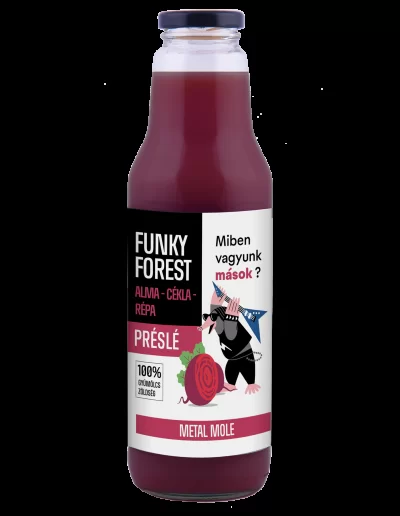 FUNKY
FOREST
ALMA - CÉKLA -
RÉPA
PRÉSLÉ
100%
GYÜMÖLCS
ZÖLDSÉG
Miben
vagyunk
mások ?
METAL MOLE